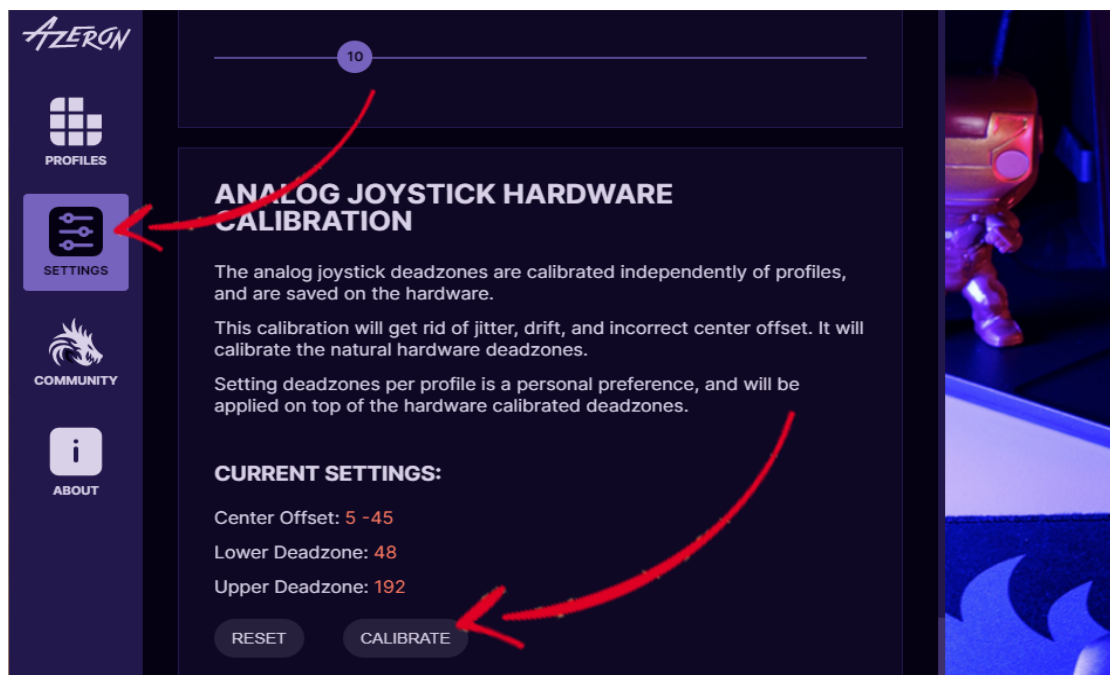 AZERON
PROFILES
SETTINGS
COMMUNITY
i
ABOUT
10
ANALOG JOYSTICK HARDWARE
CALIBRATION
The analog joystick deadzones are calibrated independently of profiles,
and are saved on the hardware.
This calibration will get rid of jitter, drift, and incorrect center offset. It will
calibrate the natural hardware deadzones.
Setting deadzones per profile is a personal preference, and will be
applied on top of the hardware calibrated deadzones.
CURRENT SETTINGS:
Center Offset: 5 -45
Lower Deadzone: 48
Upper Deadzone: 192
RESET CALIBRATE